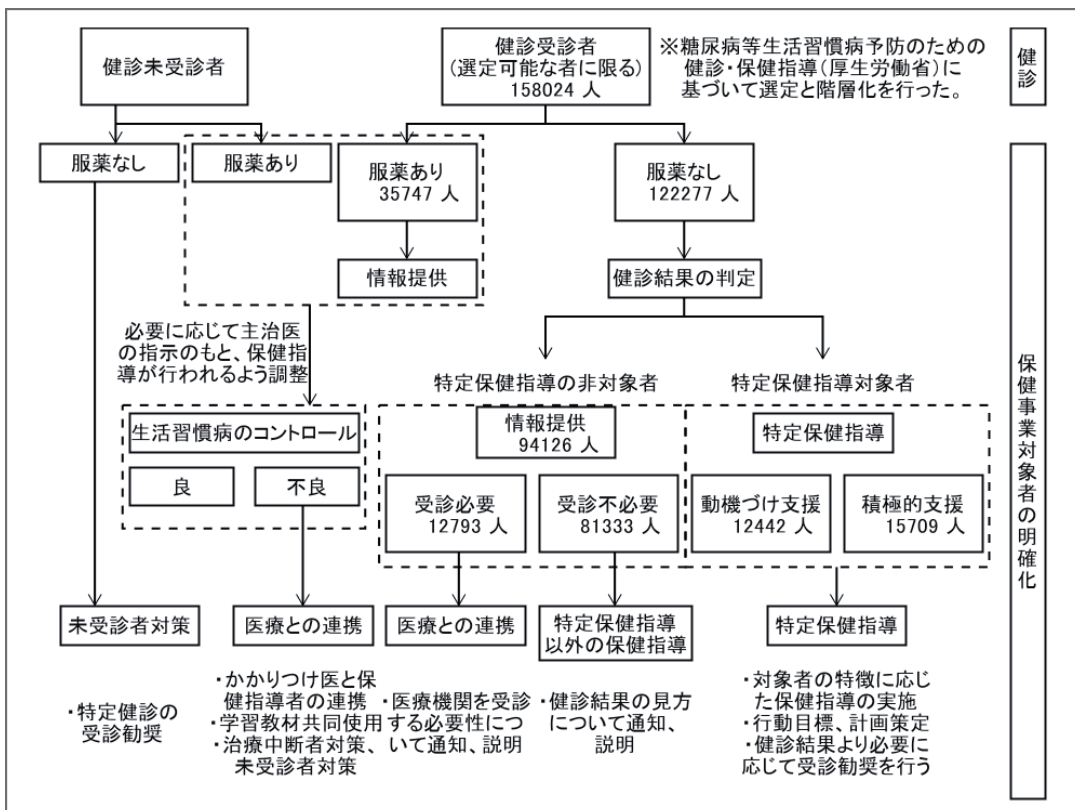 健診未受診者
健診受診者
(選定可能な者に限る)
158024 人
※糖尿病等生活習慣病予防のための
健診・保健指導(厚生労働省)に
基づいて選定と階層化を行った。
健診
服薬なし
服薬あり
服薬あり
35747 人
服薬なし
122277 人
情報提供
健診結果の判定
必要に応じて主治医
の指示のもと、保健指
導が行われるよう調整
特定保健指導の非対象者
特定保健指導対象者
生活習慣病のコントロール
良
不良
情報提供
94126 人
特定保健指導
受診必要
12793 人
受診不必要
81333 人
動機づけ支援
12442 人
積極的支援
15709 人
保健事業対象者の明確化
未受診者対策
医療との連携
医療との連携
特定保健指導
以外の保健指導
特定保健指導
・特定健診の
受診勧奨
・かかりつけ医と保
健指導者の連携
・学習教材共同使用
・治療中断者対策、
未受診者対策
・医療機関を受診
する必要性につ
いて通知、説明
・健診結果の見方
について通知、
説明
・対象者の特徴に応じ
た保健指導の実施
・行動目標、計画策定
・健診結果より必要に
応じて受診勧奨を行う